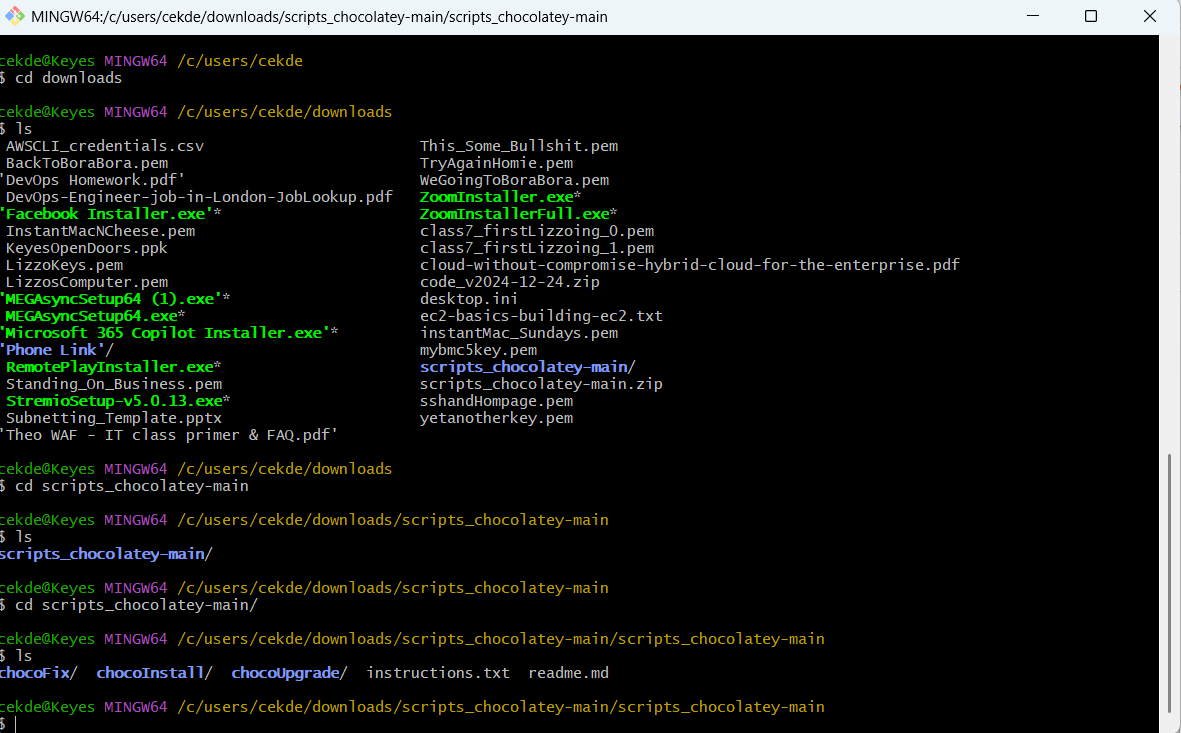 MINGW64:/c/users/cekde/downloads/scripts_chocolatey-main/scripts_chocolatey-main
cekde@Keyes MINGW64 /c/users/cekde
$ cd downloads
cekde@Keyes MINGW64 /c/users/cekde/downloads
$ ls
AWSCLI_credentials.csv This_Some_Bullshit.pem
BackToBoraBora.pem TryAgainHomie.pem
'DevOps Homework.pdf' WeGoingToBoraBora.pem
DevOps-Engineer-job-in-London-JobLookup.pdf ZoomInstaller.exe*
'Facebook Installer.exe'* ZoomInstallerFull.exe*
InstantMacNCheese.pem class7_firstLizzoing_0.pem
KeyesOpenDoors.ppk class7_firstLizzoing_1.pem
LizzoKeys.pem cloud-without-compromise-hybrid-cloud-for-the-enterprise.pdf
LizzosComputer.pem code_v2024-12-24.zip
'MEGAsyncSetup64 (1).exe'* desktop.ini
MEGAsyncSetup64.exe* ec2-basics-building-ec2.txt
'Microsoft 365 Copilot Installer.exe'* instantMac_Sundays.pem
'Phone Link'/ mybmc5key.pem
RemotePlayInstaller.exe* scripts_chocolatey-main/
Standing_On_Business.pem scripts_chocolatey-main.zip
StremioSetup-v5.0.13.exe* sshandHompage.pem
Subnetting_Template.pptx yetanotherkey.pem
'Theo WAF - IT class primer & FAQ.pdf'
cekde@Keyes MINGW64 /c/users/cekde/downloads
$ cd scripts_chocolatey-main
cekde@Keyes MINGW64 /c/users/cekde/downloads/scripts_chocolatey-main
$ ls
scripts_chocolatey-main/
cekde@Keyes MINGW64 /c/users/cekde/downloads/scripts_chocolatey-main
$ cd scripts_chocolatey-main/
cekde@Keyes MINGW64 /c/users/cekde/downloads/scripts_chocolatey-main/scripts_chocolatey-main
$ ls
chocoFix/ chocoInstall/ chocoUpgrade/ instructions.txt readme.md
cekde@Keyes MINGW64 /c/users/cekde/downloads/scripts_chocolatey-main/scripts_chocolatey-main
$